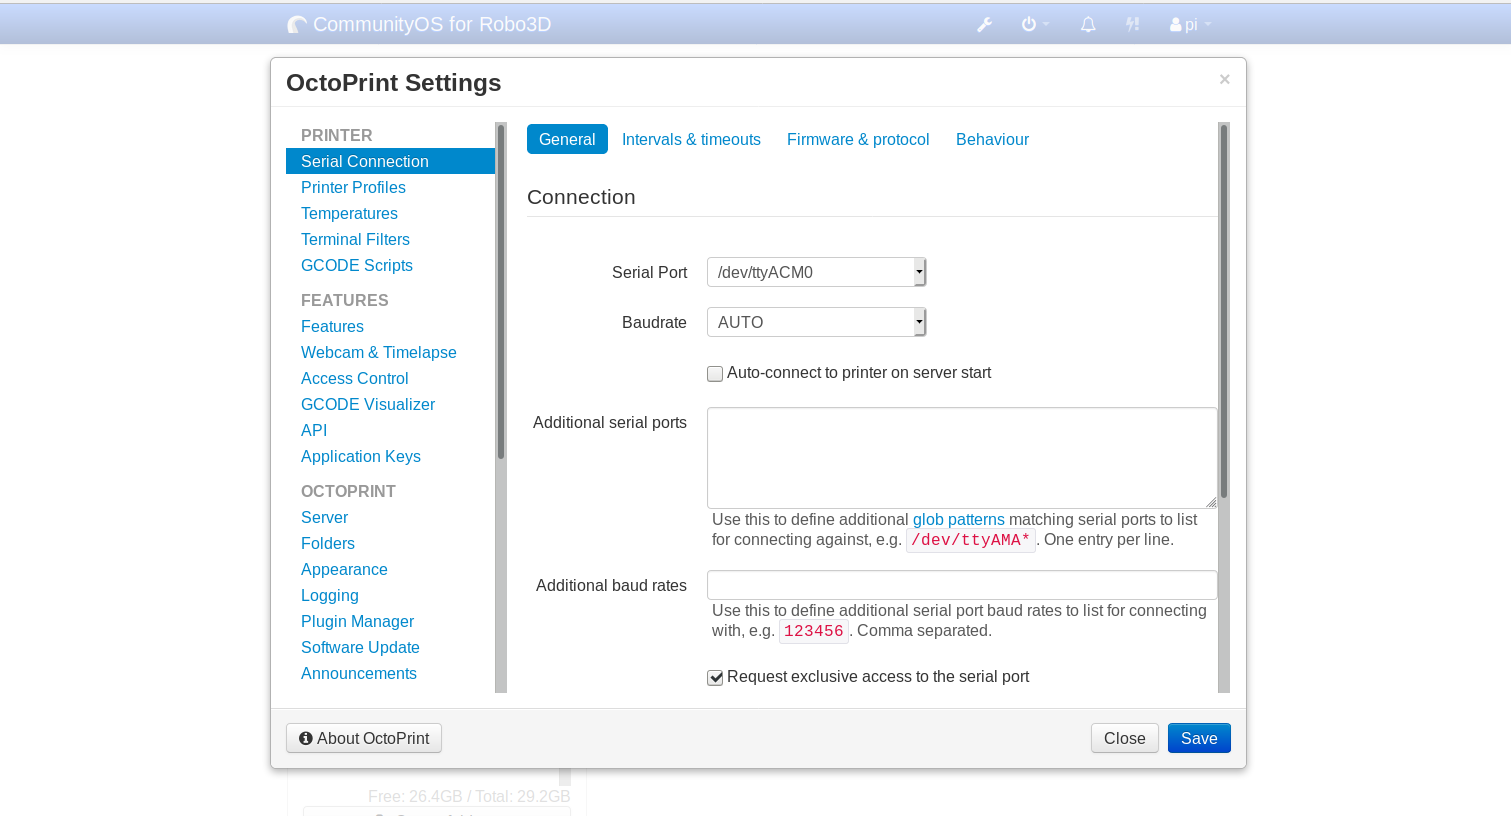 CommunityOS for Robo3D
pi
OctoPrint Settings
×
PRINTER
Serial Connection
Printer Profiles
Temperatures
Terminal Filters
GCODE Scripts
FEATURES
Features
Webcam & Timelapse
Access Control
GCODE Visualizer
API
Application Keys
OCTOPRINT
Server
Folders
Appearance
Logging
Plugin Manager
Software Update
Announcements
General Intervals & timeouts Firmware & protocol Behaviour
Connection
Serial Port /dev/ttyACM0
Baudrate AUTO
Auto-connect to printer on server start
Additional serial ports
Use this to define additional glob patterns matching serial ports to list
for connecting against, e.g. /dev/ttyAMA*. One entry per line.
Additional baud rates
Use this to define additional serial port baud rates to list for connecting
with, e.g. 123456. Comma separated.
Request exclusive access to the serial port
About OctoPrint Close Save
Free: 26.4GB / Total: 29.2GB